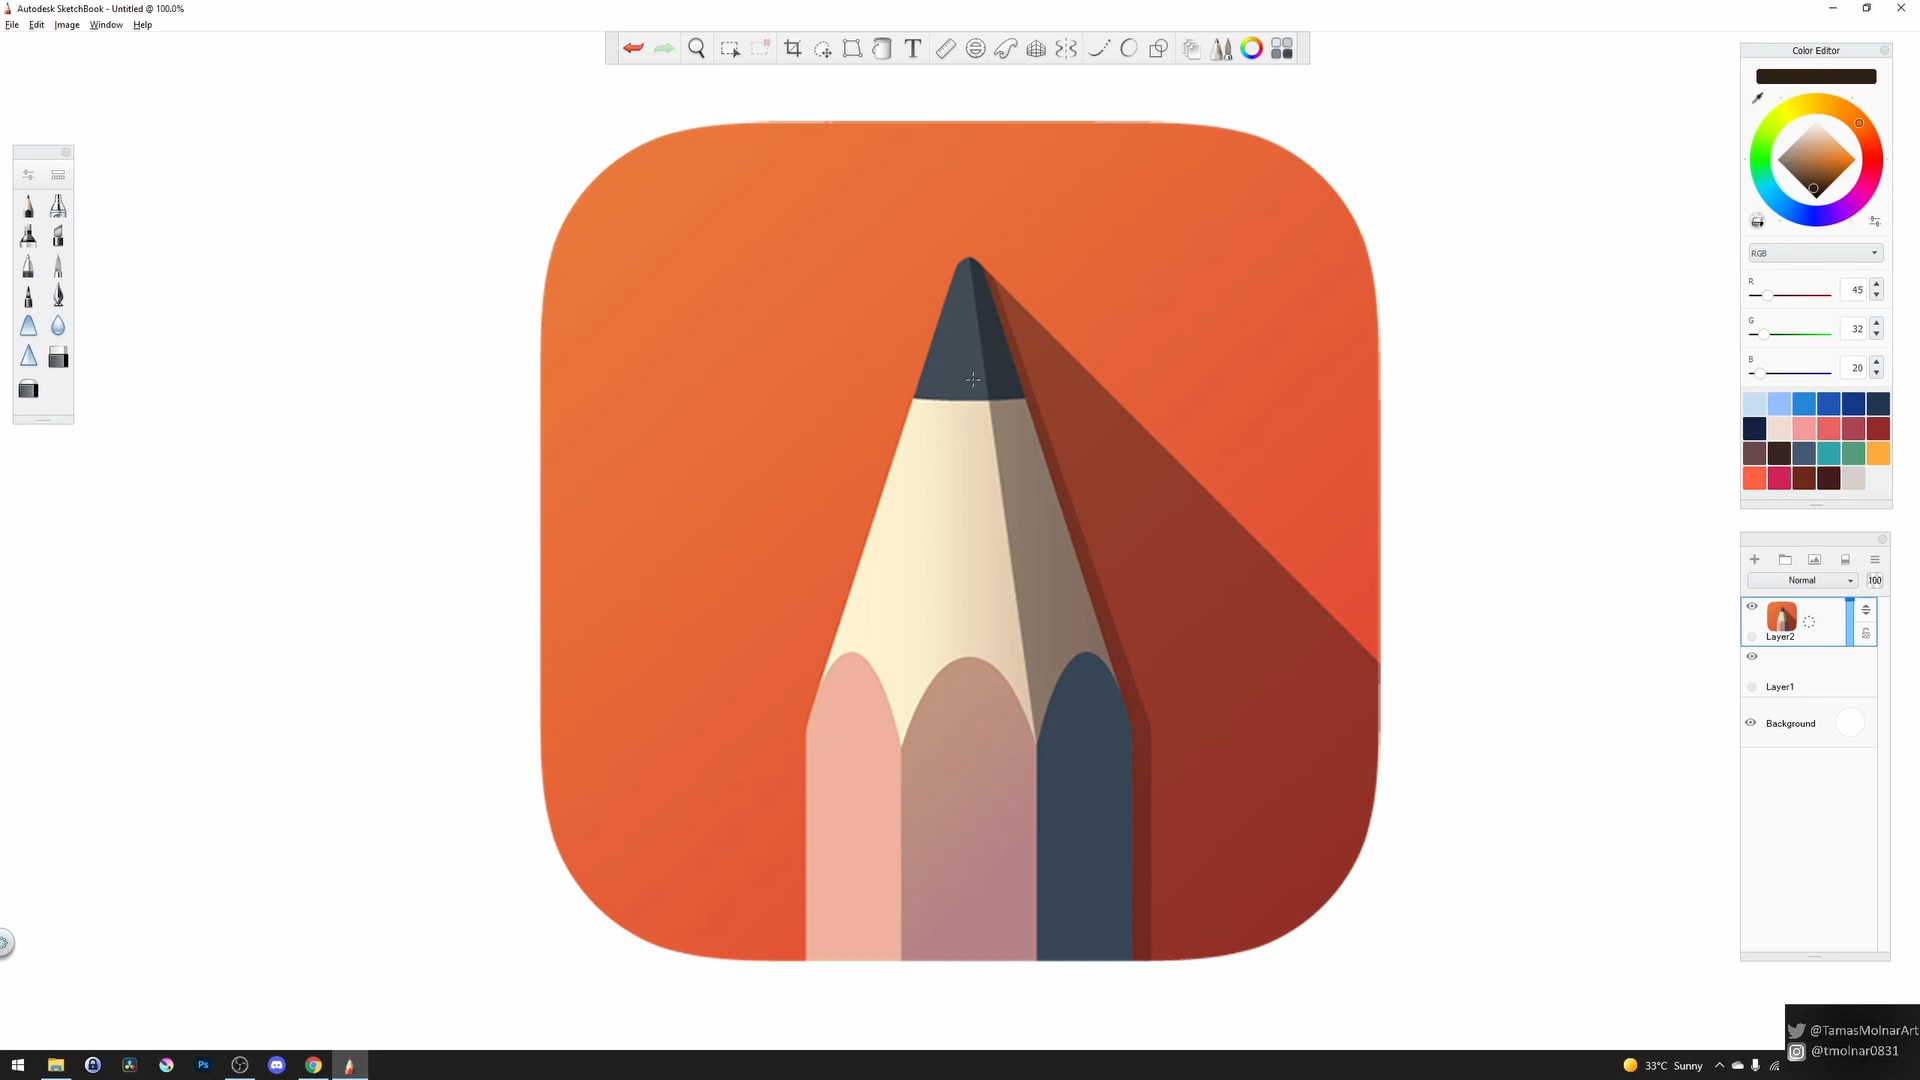 Autodesk SketchBook - Untitled @ 100.0%
File Edit Image Window Help
T
Color Editor
RGB
R 45
G 32
B 20
Normal 100
Layer2
Layer1
Background
@TamasMolnarArt
@tmolnar0831
Ps
33°C Sunny